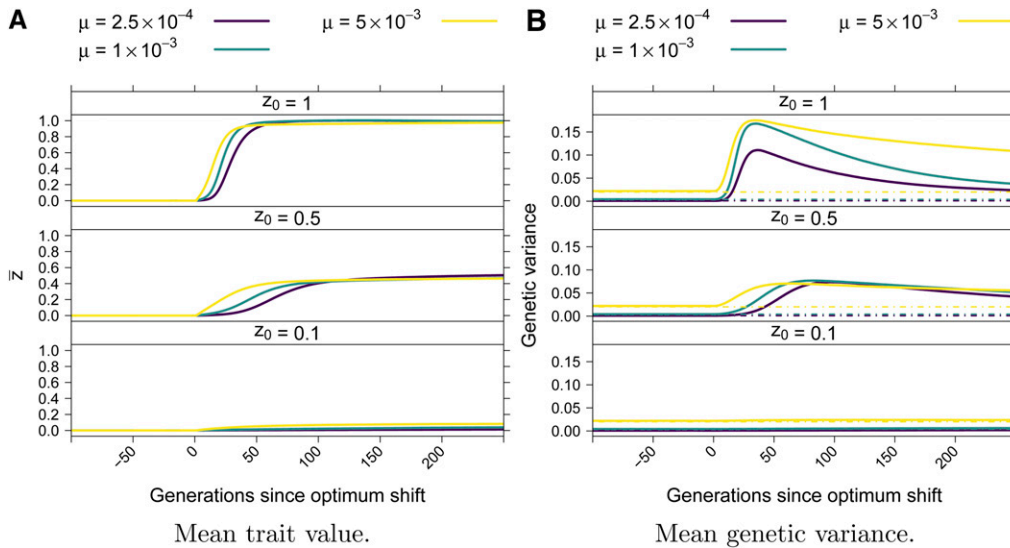 A
μ = 2.5×10⁻⁴
μ = 5×10⁻³
μ = 1×10⁻³
z₀ = 1
1.0
0.8
0.6
0.4
0.2
0.0
z₀ = 0.5
1.0
0.8
0.6
0.4
0.2
0.0
z₀ = 0.1
1.0
0.8
0.6
0.4
0.2
0.0
z̄
−50
0
50
100
150
200
Generations since optimum shift
Mean trait value.
B
μ = 2.5×10⁻⁴
μ = 5×10⁻³
μ = 1×10⁻³
z₀ = 1
0.15
0.10
0.05
0.00
z₀ = 0.5
0.15
0.10
0.05
0.00
z₀ = 0.1
0.15
0.10
0.05
0.00
Genetic variance
−50
0
50
100
150
200
Generations since optimum shift
Mean genetic variance.